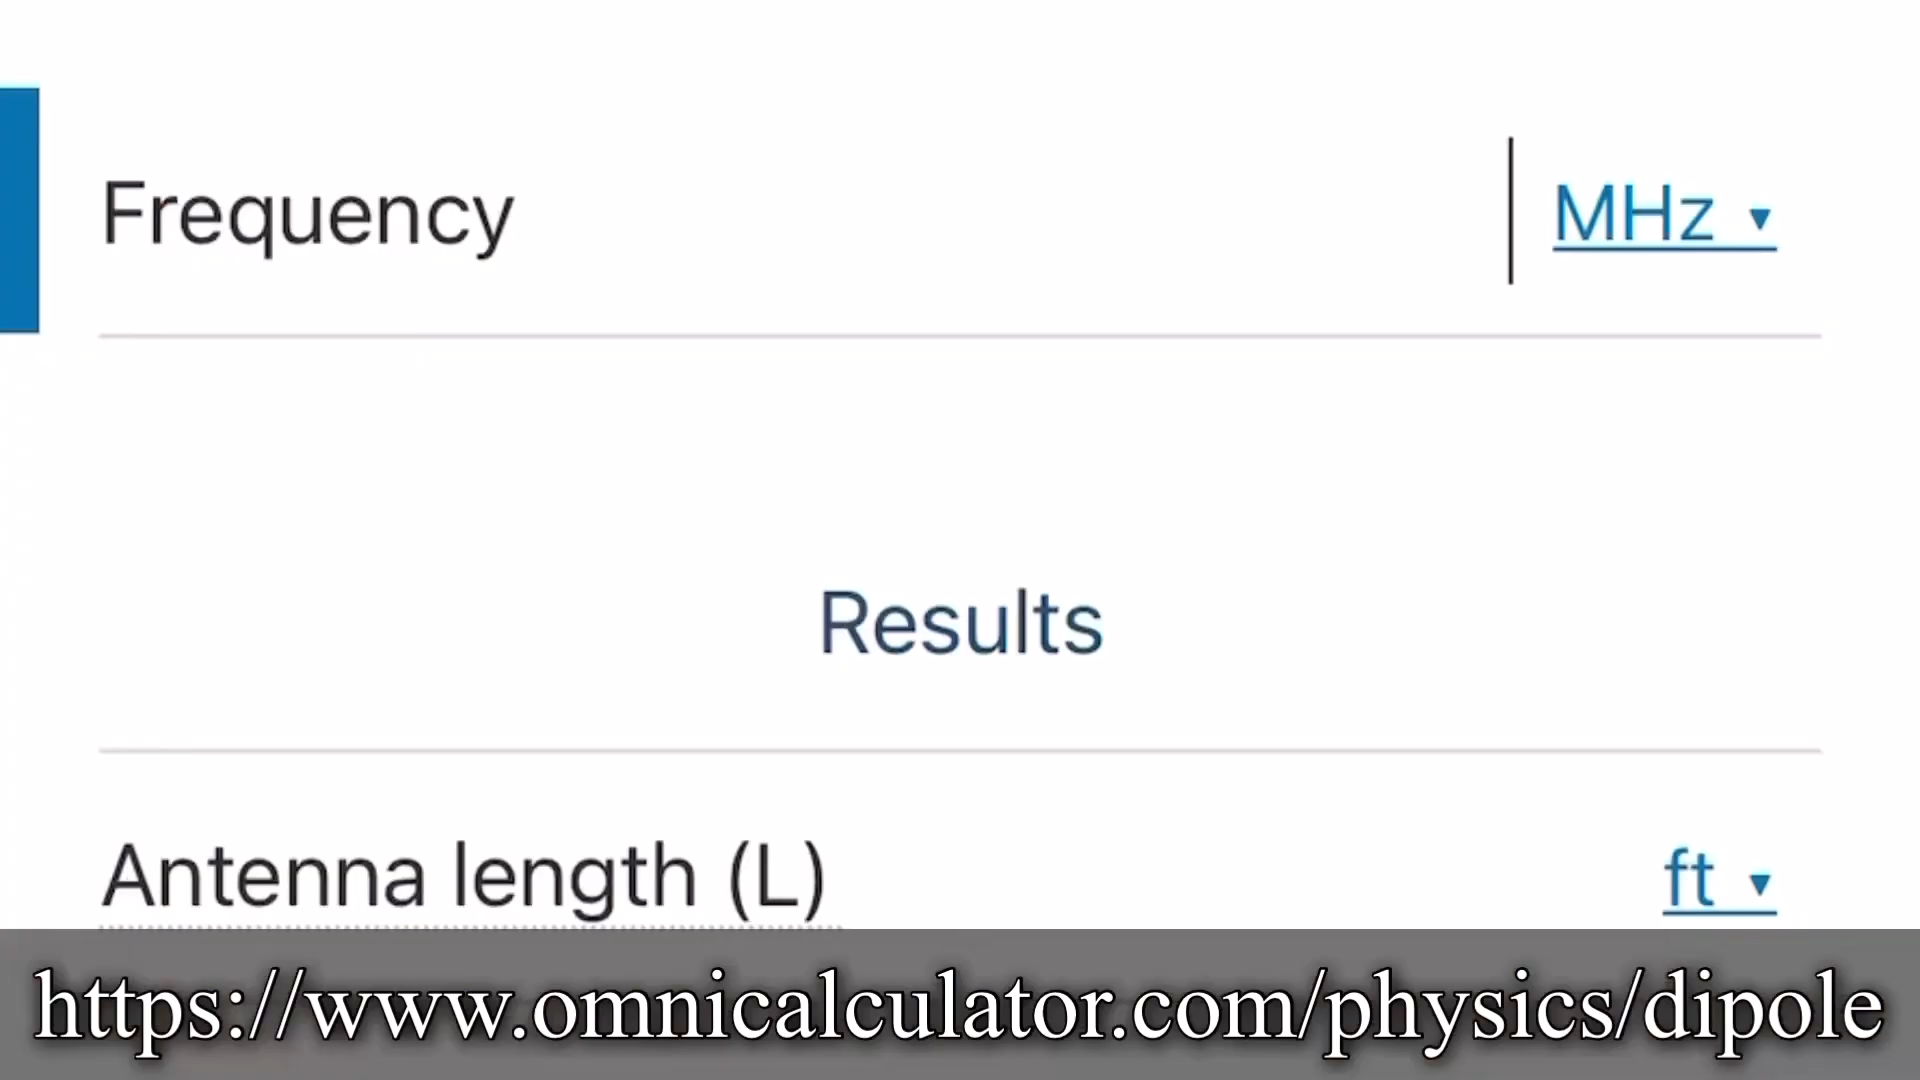 Frequency MHz ▾
Results
Antenna length (L) ft ▾
https://www.omnicalculator.com/physics/dipole